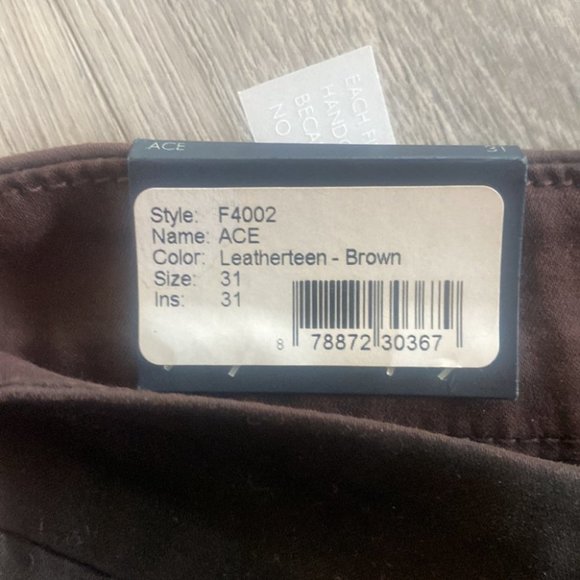 EACH
HANDC
BECA
NO
ACE 31
Style: F4002
Name: ACE
Color: Leatherteen - Brown
Size: 31
Ins: 31
8 78872 30367